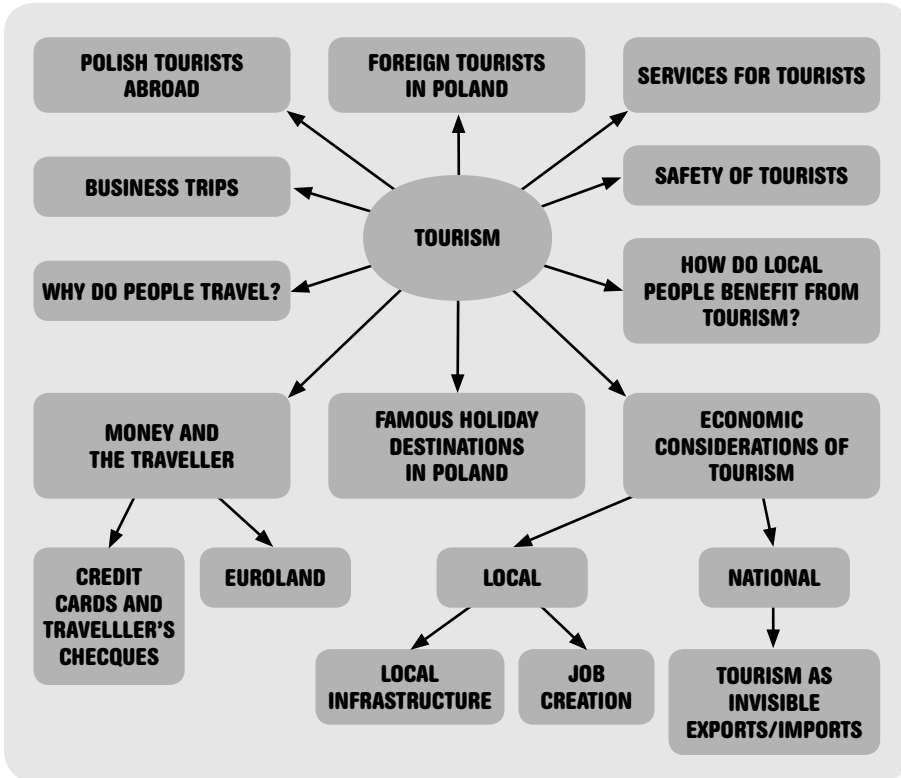 POLISH TOURISTS
ABROAD
FOREIGN TOURISTS
IN POLAND
SERVICES FOR TOURISTS
BUSINESS TRIPS
SAFETY OF TOURISTS
TOURISM
WHY DO PEOPLE TRAVEL?
HOW DO LOCAL
PEOPLE BENEFIT FROM
TOURISM?
MONEY AND
THE TRAVELLER
FAMOUS HOLIDAY
DESTINATIONS
IN POLAND
ECONOMIC
CONSIDERATIONS OF
TOURISM
CREDIT
CARDS AND
TRAVELLLER'S
CHECQUES
EUROLAND
LOCAL
NATIONAL
LOCAL
INFRASTRUCTURE
JOB
CREATION
TOURISM AS
INVISIBLE
EXPORTS/IMPORTS